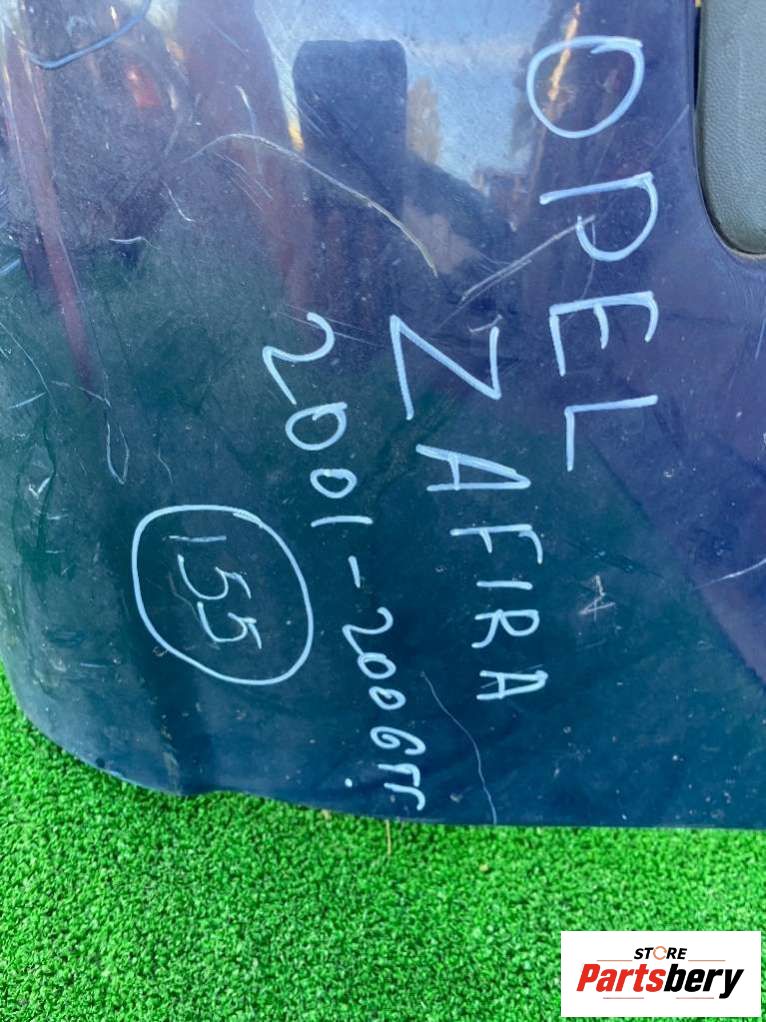 OPEL
ZAFIRA
2001-2006гг.
155
STORE
Partsbery